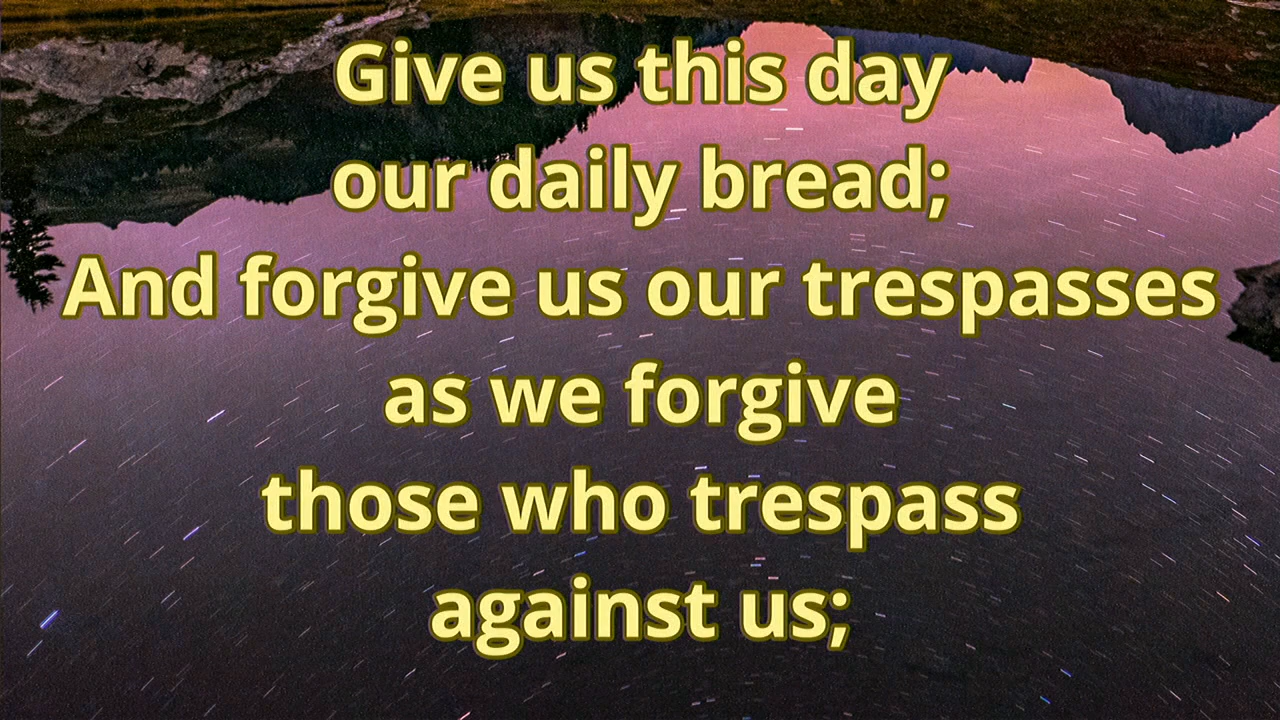 Give us this day
our daily bread;
And forgive us our trespasses
as we forgive
those who trespass
against us;